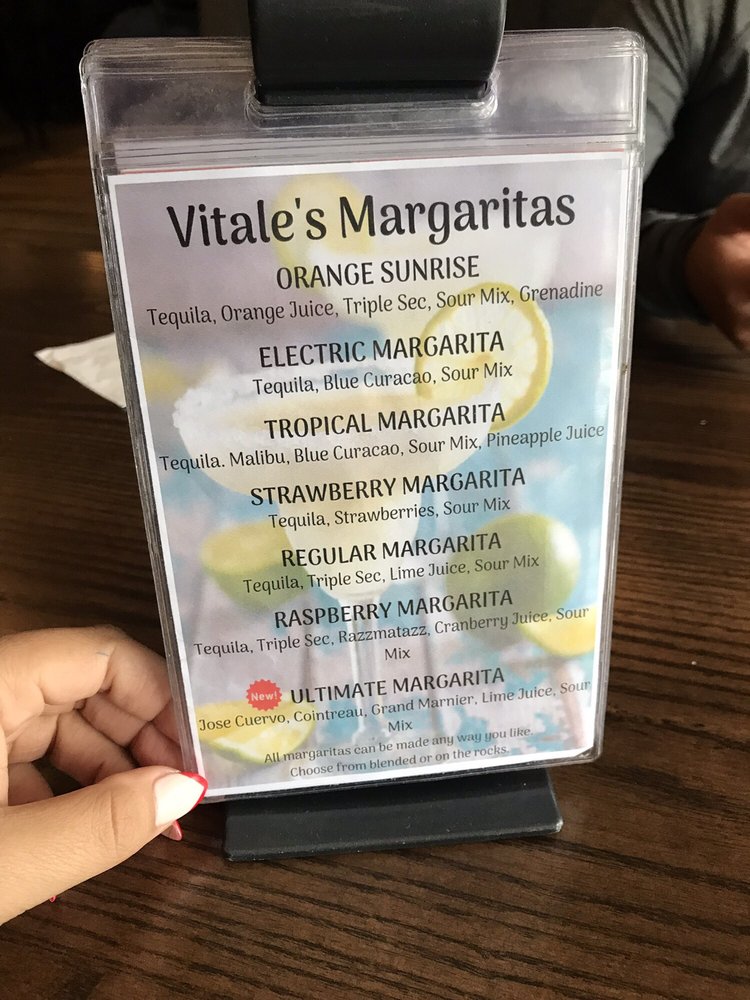 Vitale's Margaritas
ORANGE SUNRISE
Tequila, Orange Juice, Triple Sec, Sour Mix, Grenadine
ELECTRIC MARGARITA
Tequila, Blue Curacao, Sour Mix
TROPICAL MARGARITA
Tequila. Malibu, Blue Curacao, Sour Mix, Pineapple Juice
STRAWBERRY MARGARITA
Tequila, Strawberries, Sour Mix
REGULAR MARGARITA
Tequila, Triple Sec, Lime Juice, Sour Mix
RASPBERRY MARGARITA
Tequila, Triple Sec, Razzmatazz, Cranberry Juice, Sour
Mix
New! ULTIMATE MARGARITA
Jose Cuervo, Cointreau, Grand Marnier, Lime Juice, Sour
Mix
All margaritas can be made any way you like.
Choose from blended or on the rocks.